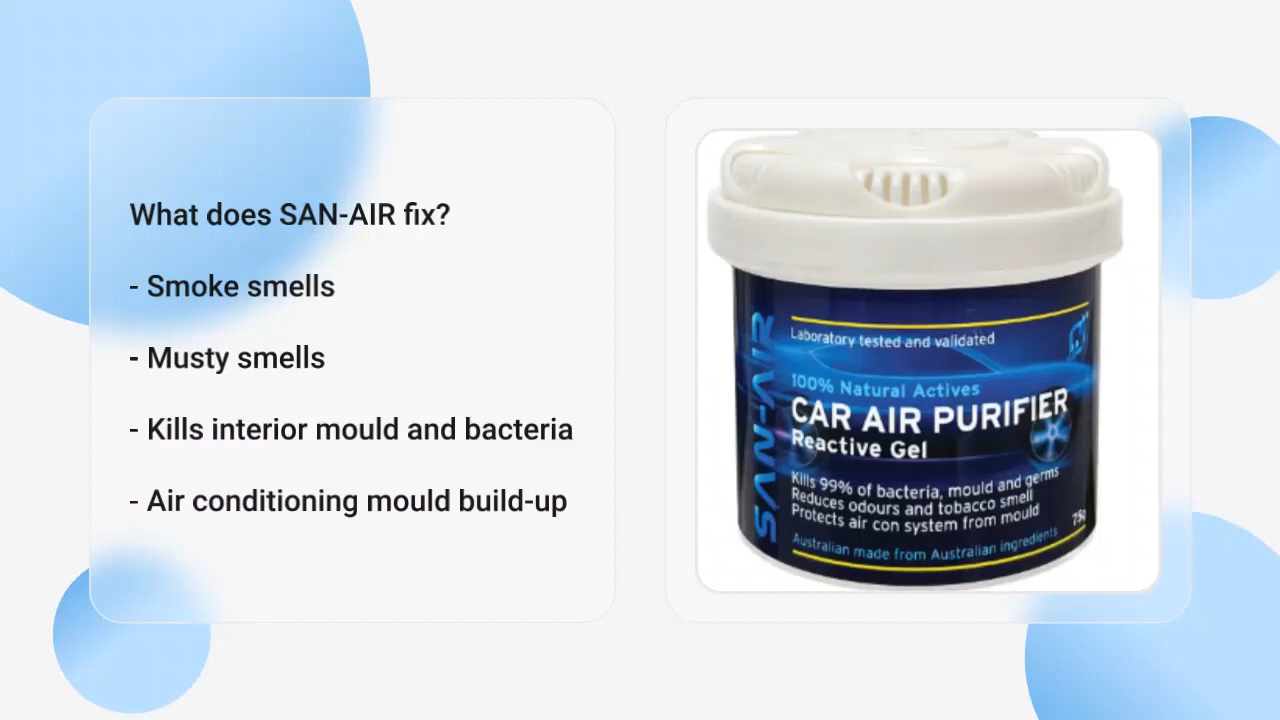 What does SAN-AIR fix?
- Smoke smells
- Musty smells
- Kills interior mould and bacteria
- Air conditioning mould build-up
SAN-AIR
Laboratory tested and validated
100% Natural Actives
CAR AIR PURIFIER
Reactive Gel
Kills 99% of bacteria, mould and germs
Reduces odours and tobacco smell
Protects air con system from mould
75g
Australian made from Australian ingredients